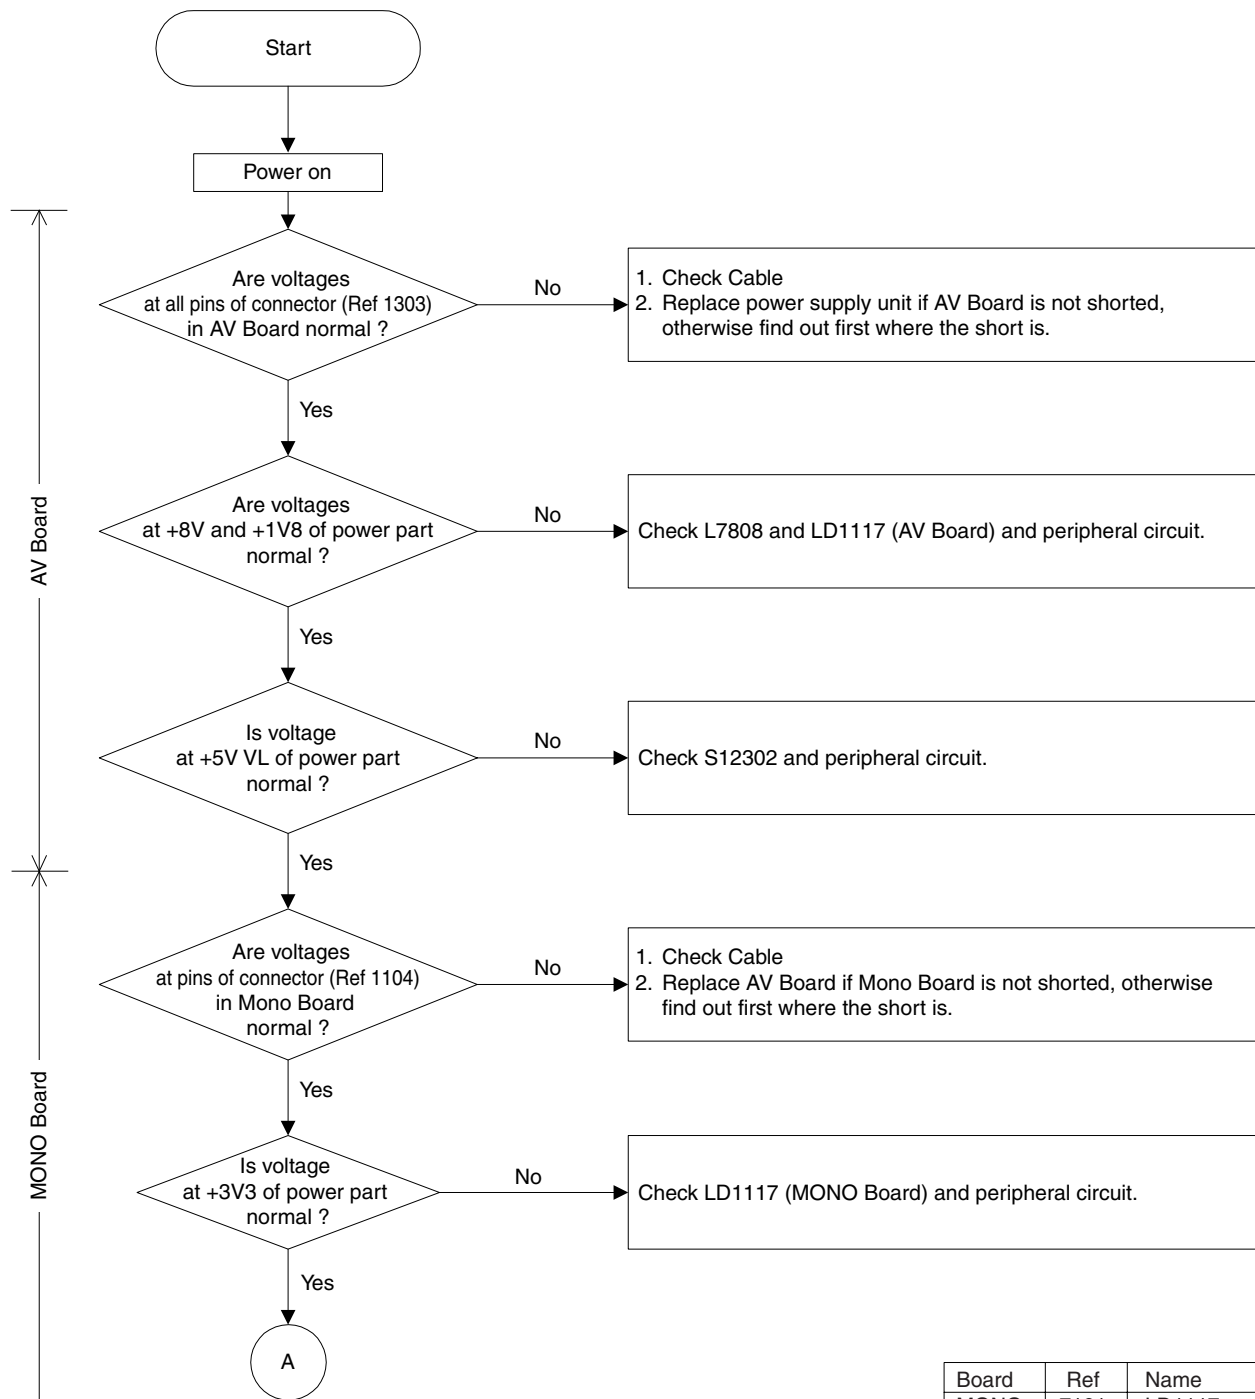 Start
Power on
AV Board
Are voltages
at all pins of connector (Ref 1303)
in AV Board normal ?
No
1. Check Cable
2. Replace power supply unit if AV Board is not shorted,
otherwise find out first where the short is.
Yes
Are voltages
at +8V and +1V8 of power part
normal ?
No
Check L7808 and LD1117 (AV Board) and peripheral circuit.
Yes
Is voltage
at +5V VL of power part
normal ?
No
Check S12302 and peripheral circuit.
Yes
MONO Board
Are voltages
at pins of connector (Ref 1104)
in Mono Board
normal ?
No
1. Check Cable
2. Replace AV Board if Mono Board is not shorted, otherwise
find out first where the short is.
Yes
Is voltage
at +3V3 of power part
normal ?
No
Check LD1117 (MONO Board) and peripheral circuit.
Yes
A
Board Ref Name